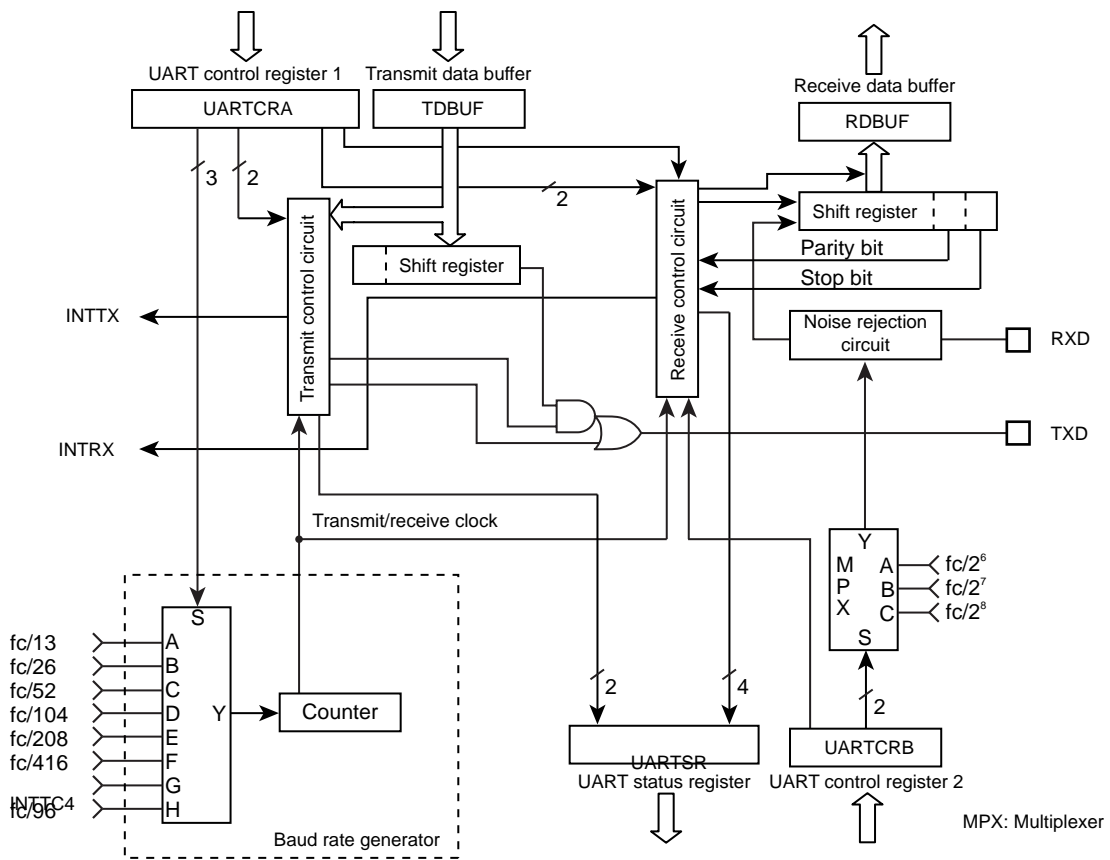 UART control register 1
Transmit data buffer
Receive data buffer
UARTCRA
TDBUF
RDBUF
3
2
2
Transmit control circuit
Receive control circuit
Shift register
Shift register
Parity bit
Stop bit
INTTX
Noise rejection
circuit
RXD
INTRX
TXD
Transmit/receive clock
Y
M
P
X
A
B
C
S
fc/2⁶
fc/2⁷
fc/2⁸
S
fc/13
fc/26
fc/52
fc/104
fc/208
fc/416
INTTC4
fc/96
A
B
C
D
E
F
G
H
Y
Counter
2
4
2
UARTSR
UART status register
UARTCRB
UART control register 2
Baud rate generator
MPX: Multiplexer